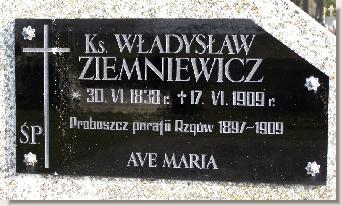 Ks. WŁADYSŁAW
ZIEMNIEWICZ
* 30. VI. 1838 r. † 17. VI. 1909 r.
ŚP.
Proboszcz parafii Rzgów 1897-1909
AVE MARIA